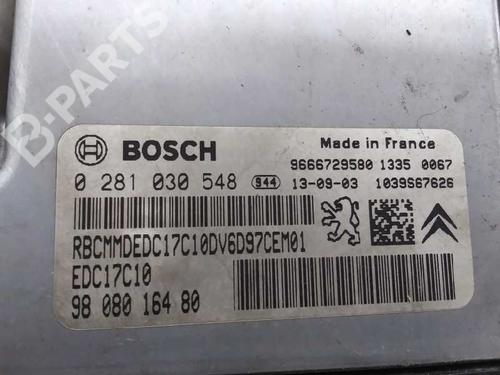 B-PARTS
BOSCH
Made in France
9666729580 1335 0067
0 281 030 548 944 13-09-03 1039S67626
RBCMMDEDC17C10DV6D97CEM01
EDC17C10
98 080 164 80